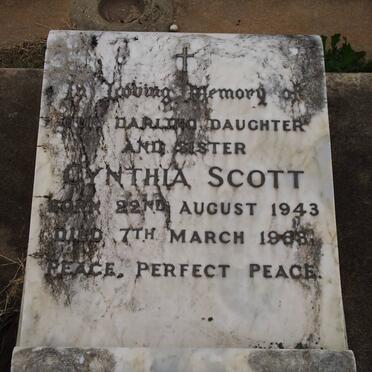 In Loving Memory of
Our Darling Daughter
And Sister
Cynthia Scott
Born 22nd August 1943
Died 7th March
Peace, Perfect Peace.